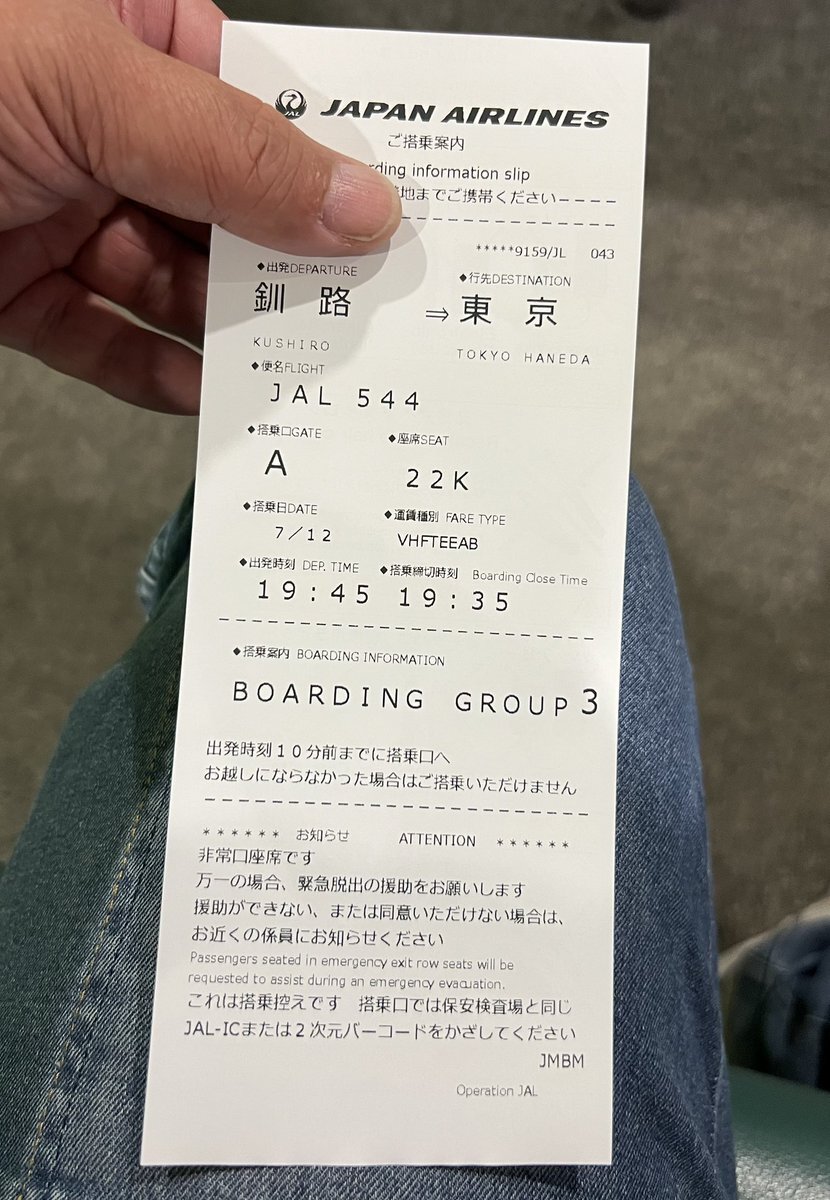 JAL JAPAN AIRLINES
ご搭乗案内
information slip
までご携帯ください----
*****9159/JL 043
◆出発DEPARTURE ◆行先DESTINATION
釧 路 ⇒ 東 京
KUSHIRO TOKYO HANEDA
◆便名FLIGHT
JAL 544
◆搭乗口GATE ◆座席SEAT
A 22K
◆搭乗日DATE ◆運賃種別 FARE TYPE
7/12 VHFTEEAB
◆出発時刻 DEP. TIME ◆搭乗締切時刻 Boarding Close Time
19:45 19:35
◆搭乗案内 BOARDING INFORMATION
BOARDING GROUP 3
出発時刻10分前までに搭乗口へ
お越しにならなかった場合はご搭乗いただけません
****** お知らせ ATTENTION ******
非常口座席です
万一の場合、緊急脱出の援助をお願いします
援助ができない、または同意いただけない場合は、
お近くの係員にお知らせください
Passengers seated in emergency exit row seats will be
requested to assist during an emergency evacuation.
これは搭乗控えです 搭乗口では保安検査場と同じ
JAL-ICまたは2次元バーコードをかざしてください
JMBM
Operation JAL